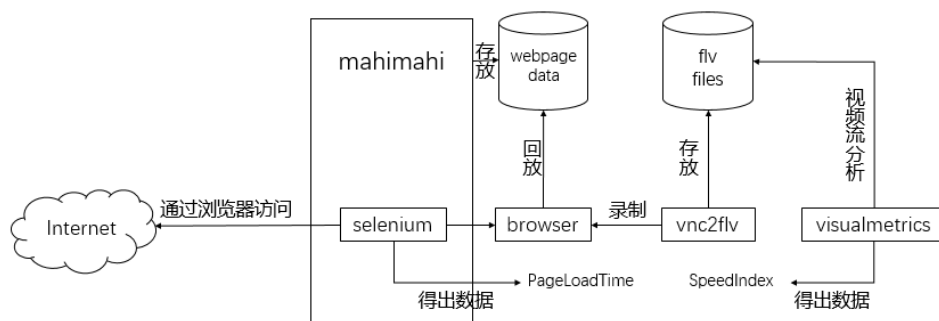 mahimahi
存放
webpage
data
flv
files
回放
存放
视频流分析
Internet
通过浏览器访问
selenium
browser
录制
vnc2flv
visualmetrics
得出数据
PageLoadTime
SpeedIndex
得出数据